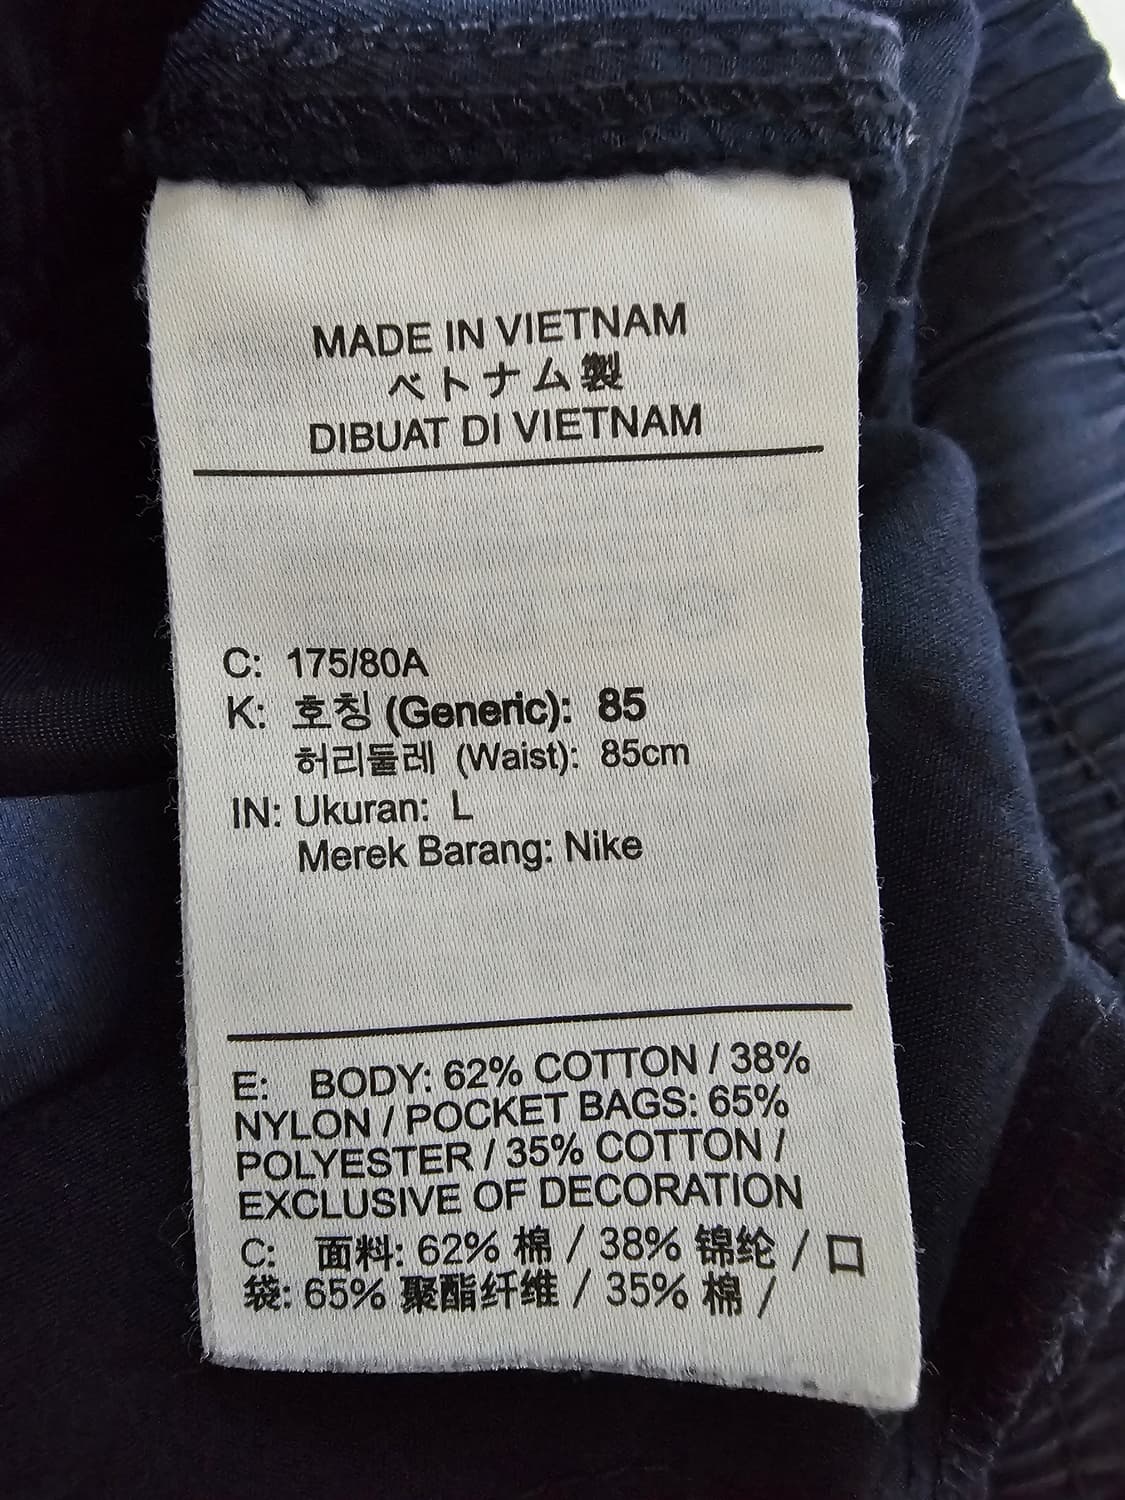 MADE IN VIETNAM
ベトナム製
DIBUAT DI VIETNAM
C: 175/80A
K: 호칭 (Generic): 85
허리둘레 (Waist): 85cm
IN: Ukuran: L
Merek Barang: Nike
E: BODY: 62% COTTON / 38%
NYLON / POCKET BAGS: 65%
POLYESTER / 35% COTTON /
EXCLUSIVE OF DECORATION
C: 面料: 62% 棉 / 38% 锦纶 / 口
袋: 65% 聚酯纤维 / 35% 棉 /